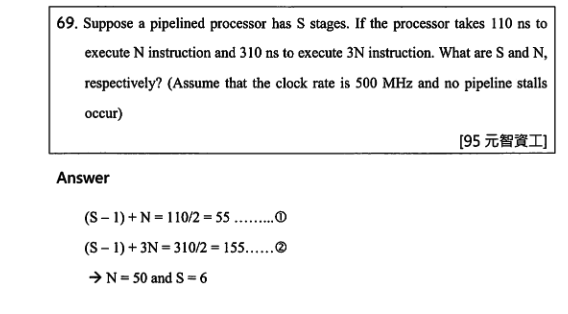 69. Suppose a pipelined processor has S stages. If the processor takes 110 ns to
execute N instruction and 310 ns to execute 3N instruction. What are S and N,
respectively? (Assume that the clock rate is 500 MHz and no pipeline stalls
occur)
[95 元智資工]
Answer
(S – 1) + N = 110/2 = 55 .........①
(S – 1) + 3N = 310/2 = 155......②
→ N = 50 and S = 6